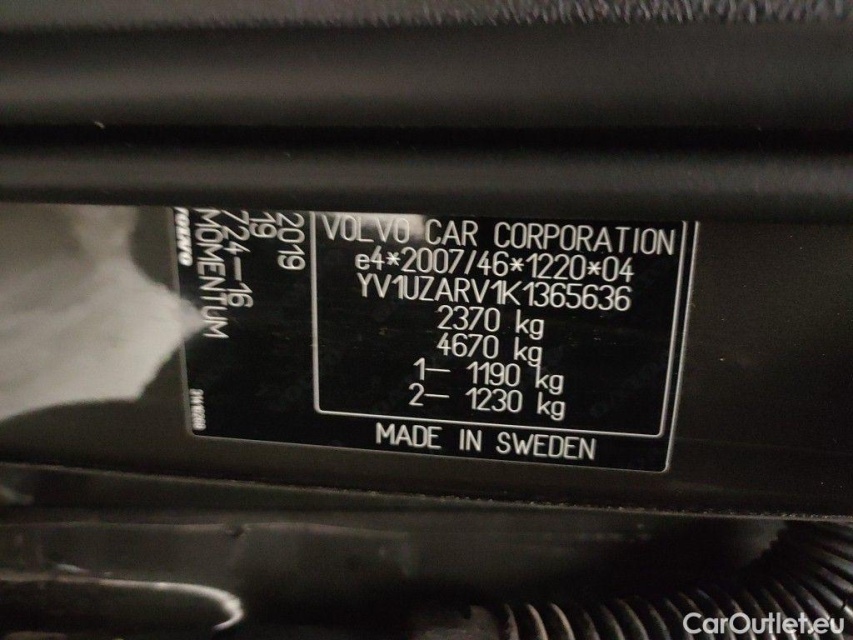 VOLVO CAR CORPORATION
e4*2007/46*1220*04
YV1UZARV1K1365636
2370 kg
4670 kg
1– 1190 kg
2– 1230 kg
MADE IN SWEDEN
2019
19
724–16
MOMENTUM
VOLVO
CarOutlet.eu